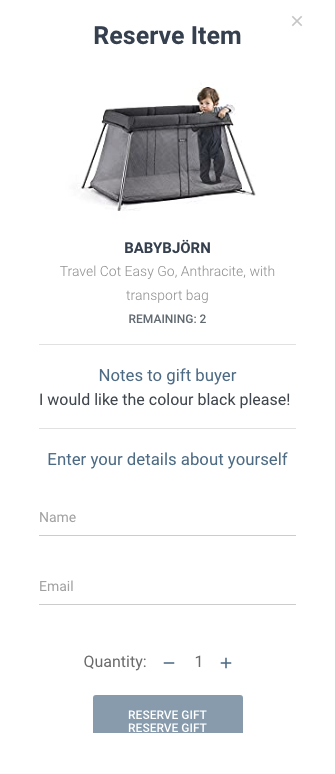 Reserve Item
BABYBJÖRN
Travel Cot Easy Go, Anthracite, with
transport bag
REMAINING: 2
Notes to gift buyer
I would like the colour black please!
Enter your details about yourself
Name
Email
Quantity: − 1 +
RESERVE GIFT
RESERVE GIFT